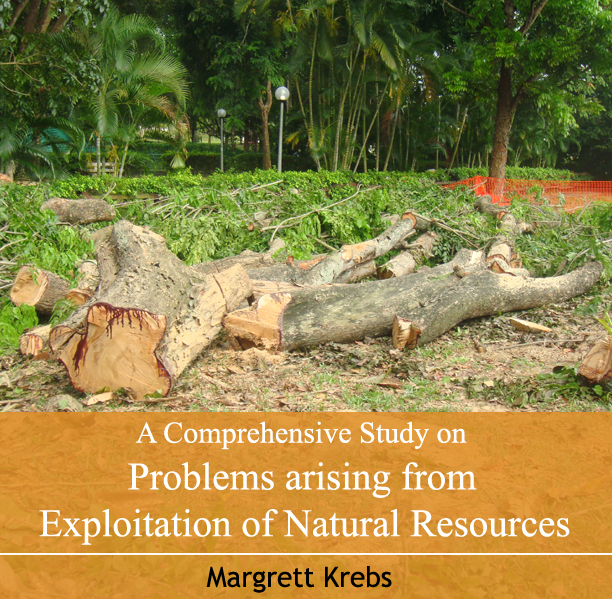 A Comprehensive Study on
Problems arising from
Exploitation of Natural Resources
Margrett Krebs